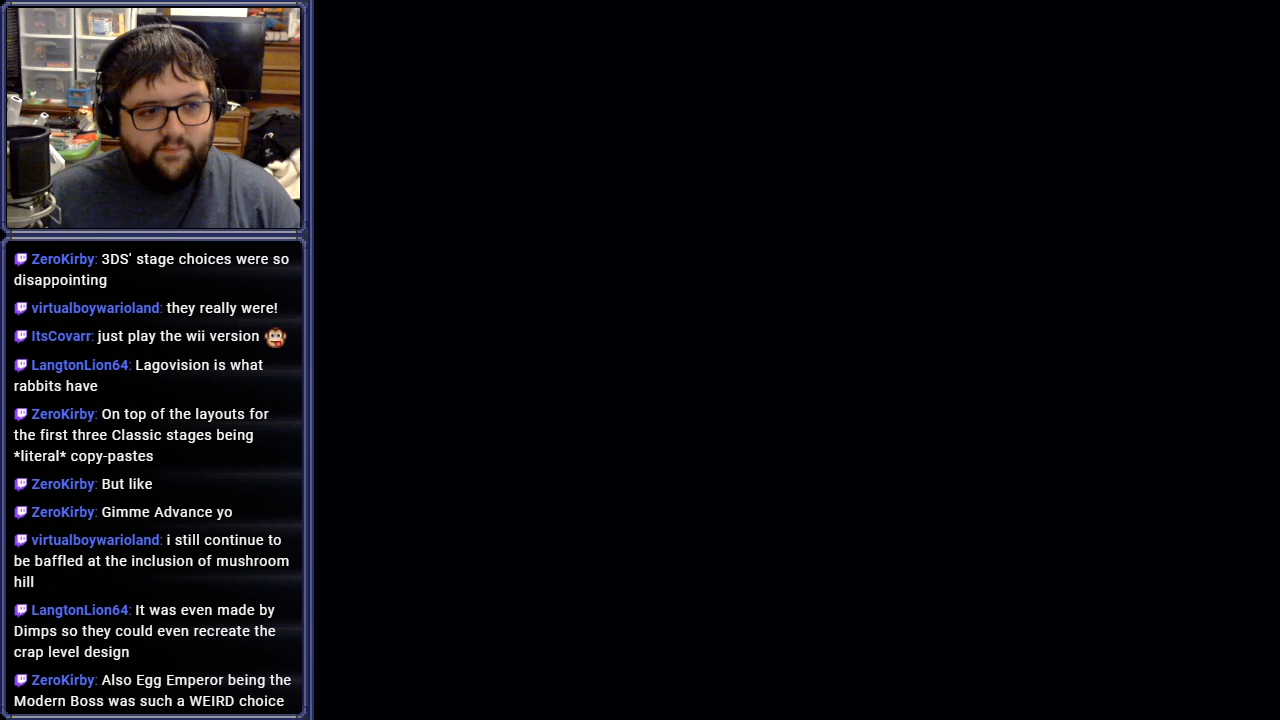 ZeroKirby: 3DS' stage choices were so
disappointing
virtualboywarioland: they really were!
ItsCovarr: just play the wii version
LangtonLion64: Lagovision is what
rabbits have
ZeroKirby: On top of the layouts for
the first three Classic stages being
*literal* copy-pastes
ZeroKirby: But like
ZeroKirby: Gimme Advance yo
virtualboywarioland: i still continue to
be baffled at the inclusion of mushroom
hill
LangtonLion64: It was even made by
Dimps so they could even recreate the
crap level design
ZeroKirby: Also Egg Emperor being the
Modern Boss was such a WEIRD choice